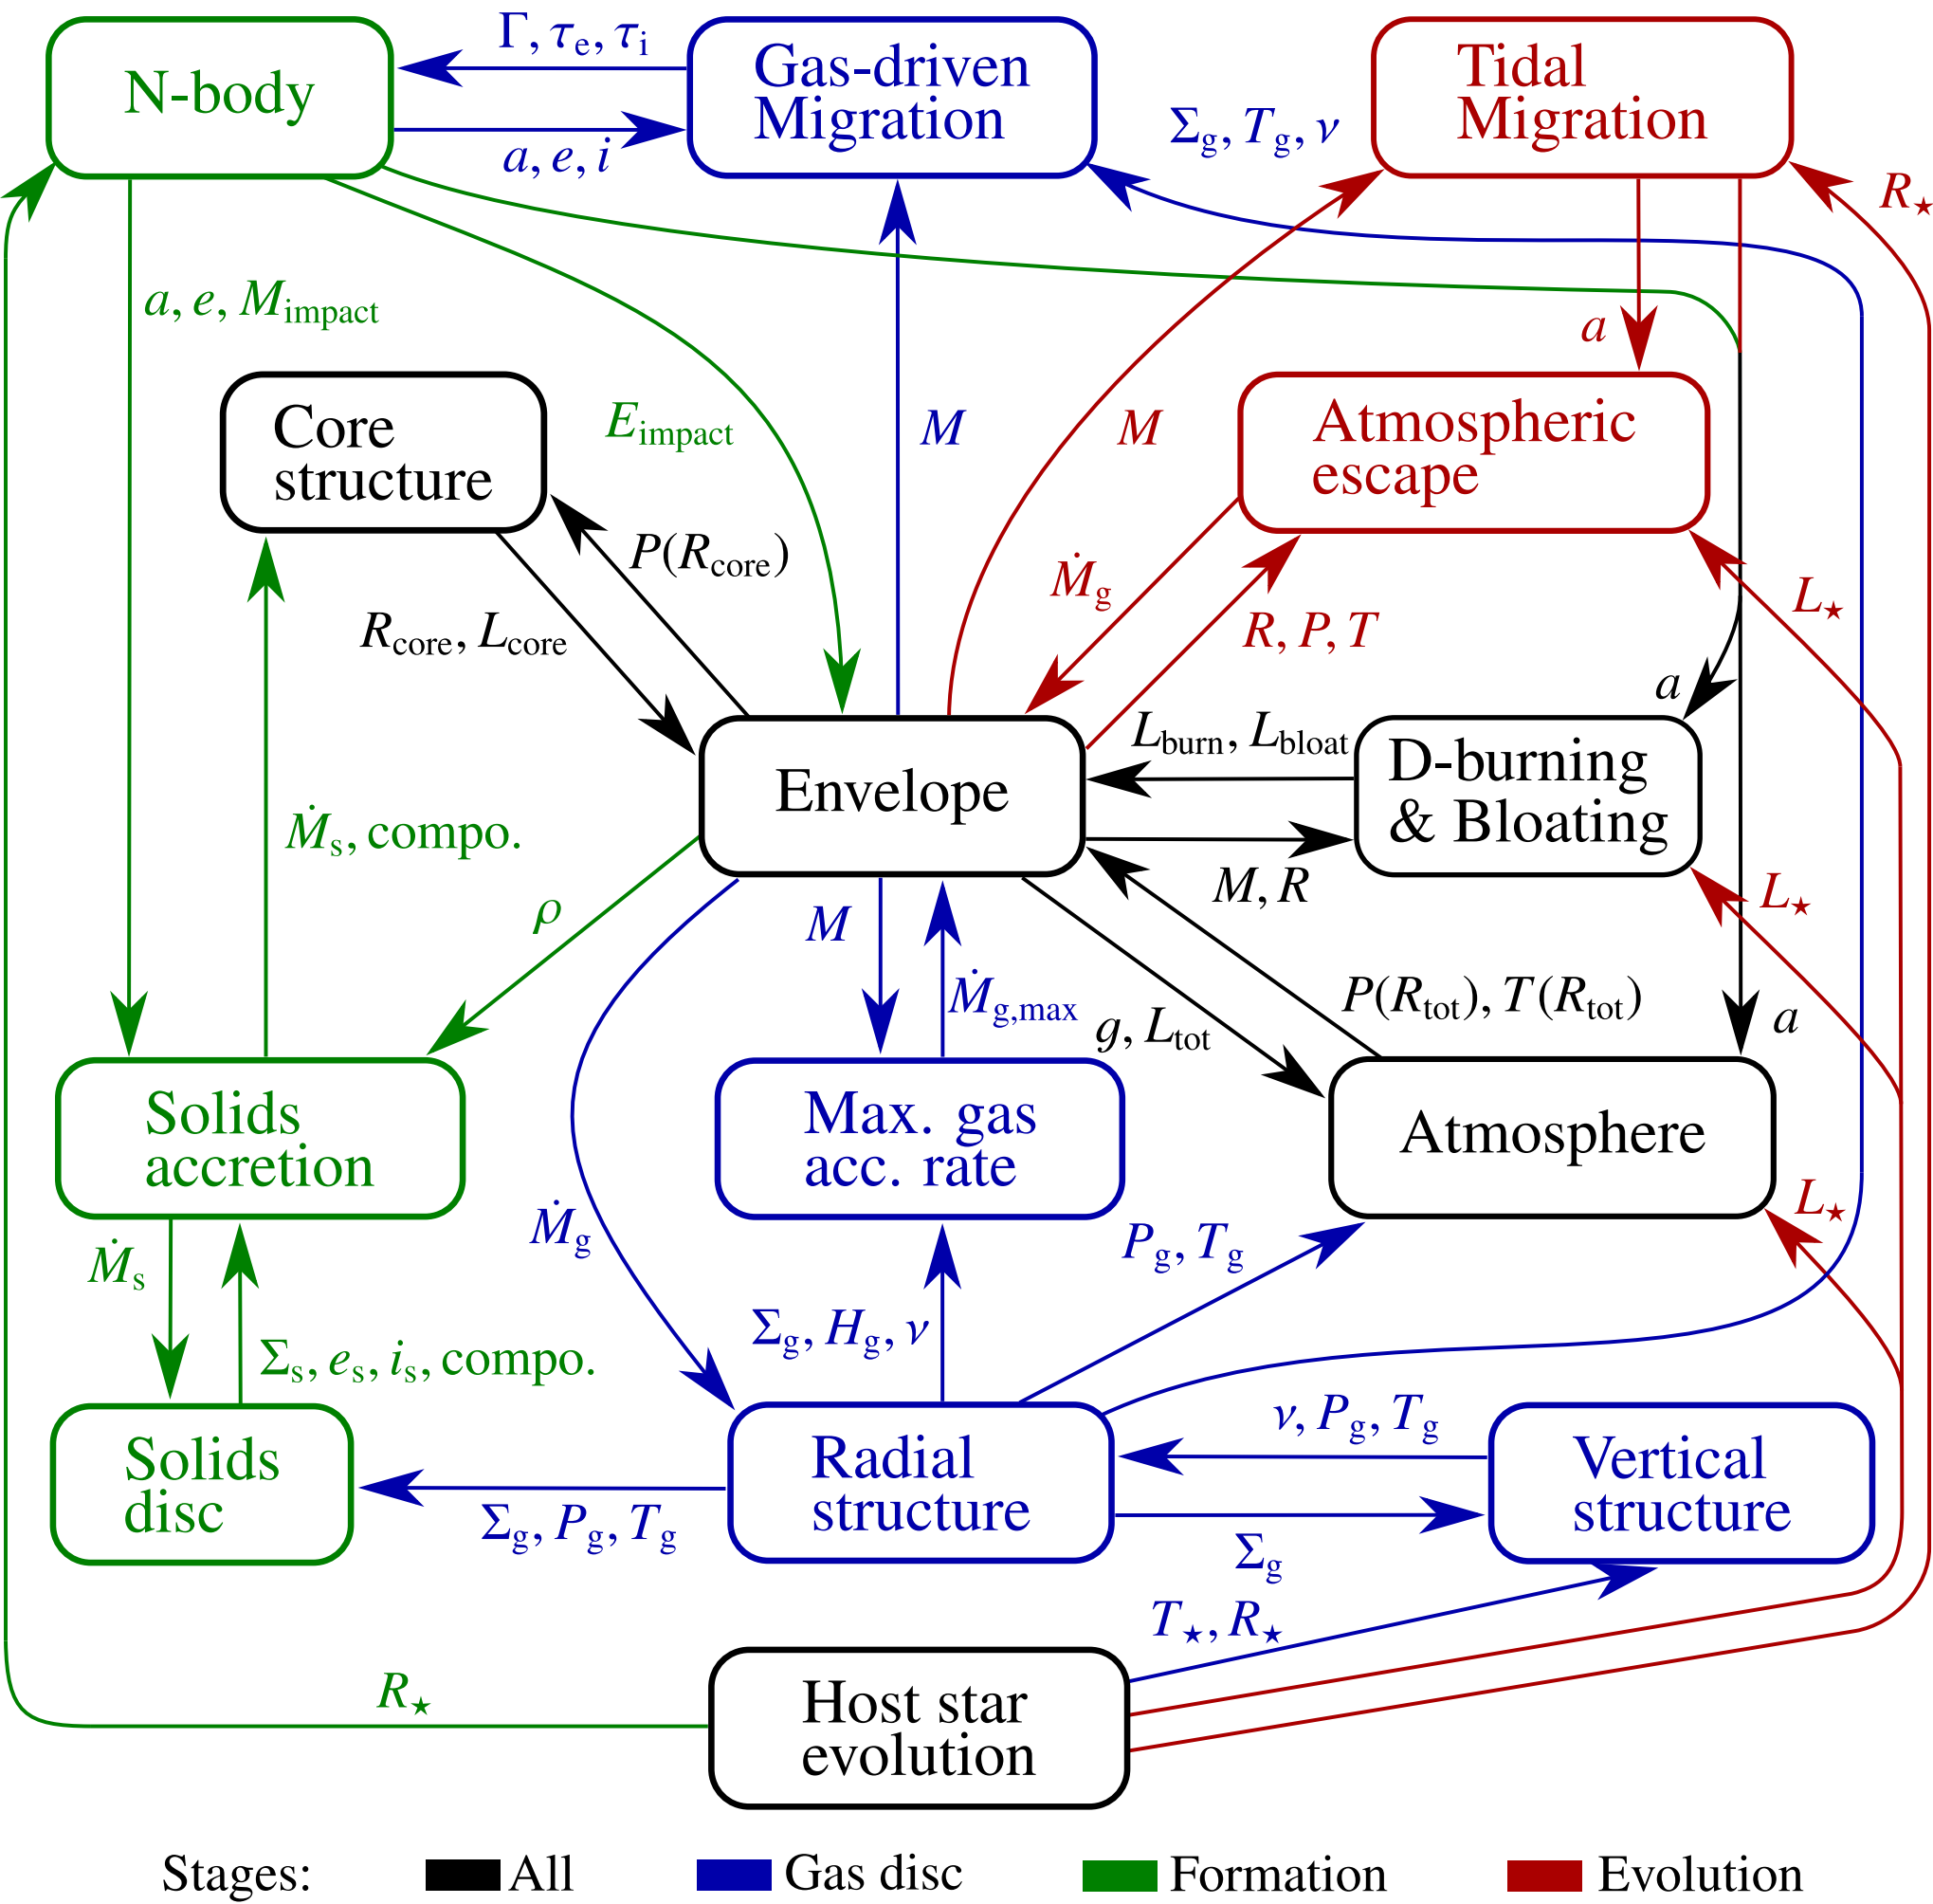 Γ, τe, τi
N-body
Gas-driven
Migration
Tidal
Migration
a, e, i
Σg, Tg, ν
R★
a, e, Mimpact
a
Core
structure
Eimpact
M
M
Atmospheric
escape
P(Rcore)
Ṁg
L★
Rcore, Lcore
R, P, T
a
Lburn, Lbloat
Envelope
D-burning
& Bloating
Ṁs, compo.
M, R
L★
ρ
M
Ṁg,max
P(Rtot), T(Rtot)
g, Ltot
a
Solids
accretion
Max. gas
acc. rate
Atmosphere
Ṁg
L★
Ṁs
Pg, Tg
Σg, Hg, ν
Σs, es, is, compo.
ν, Pg, Tg
Solids
disc
Radial
structure
Vertical
structure
Σg, Pg, Tg
Σg
T★, R★
R★
Host star
evolution
Stages: All Gas disc Formation Evolution